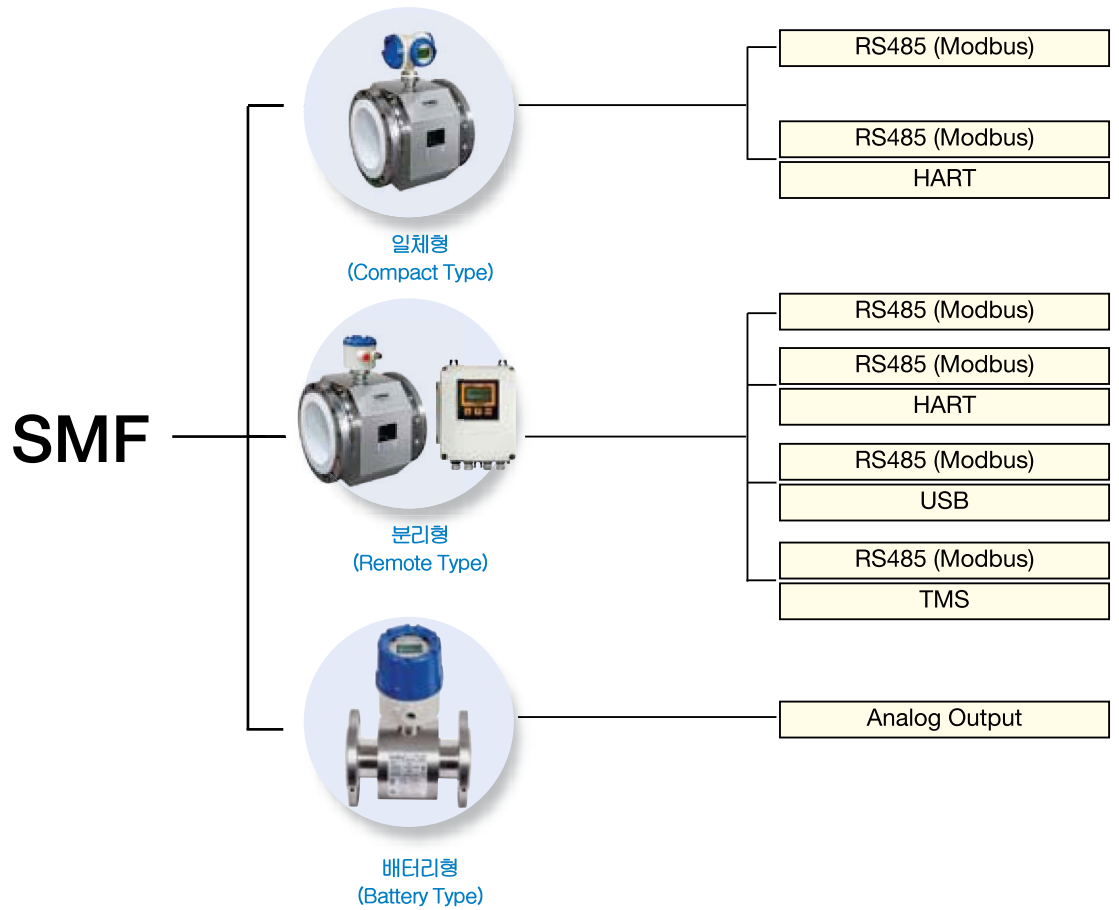 SMF
일체형
(Compact Type)
RS485 (Modbus)
RS485 (Modbus)
HART
분리형
(Remote Type)
RS485 (Modbus)
RS485 (Modbus)
HART
RS485 (Modbus)
USB
RS485 (Modbus)
TMS
배터리형
(Battery Type)
Analog Output